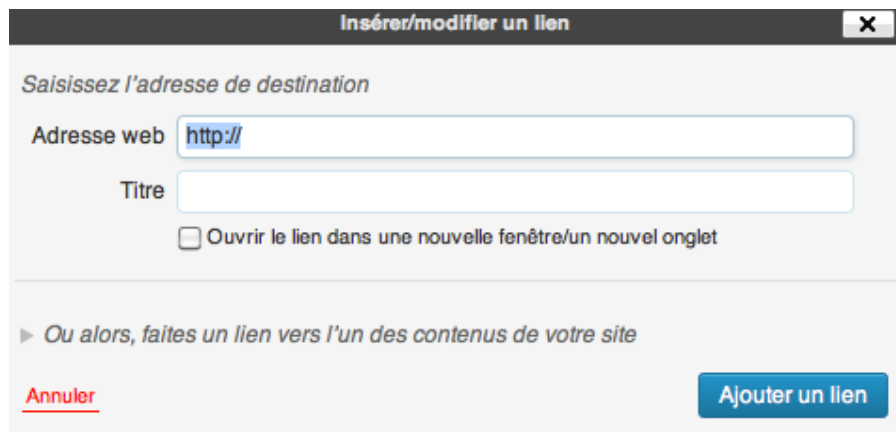 Insérer/modifier un lien
Saisissez l'adresse de destination
Adresse web http://
Titre
Ouvrir le lien dans une nouvelle fenêtre/un nouvel onglet
Ou alors, faites un lien vers l'un des contenus de votre site
Annuler Ajouter un lien